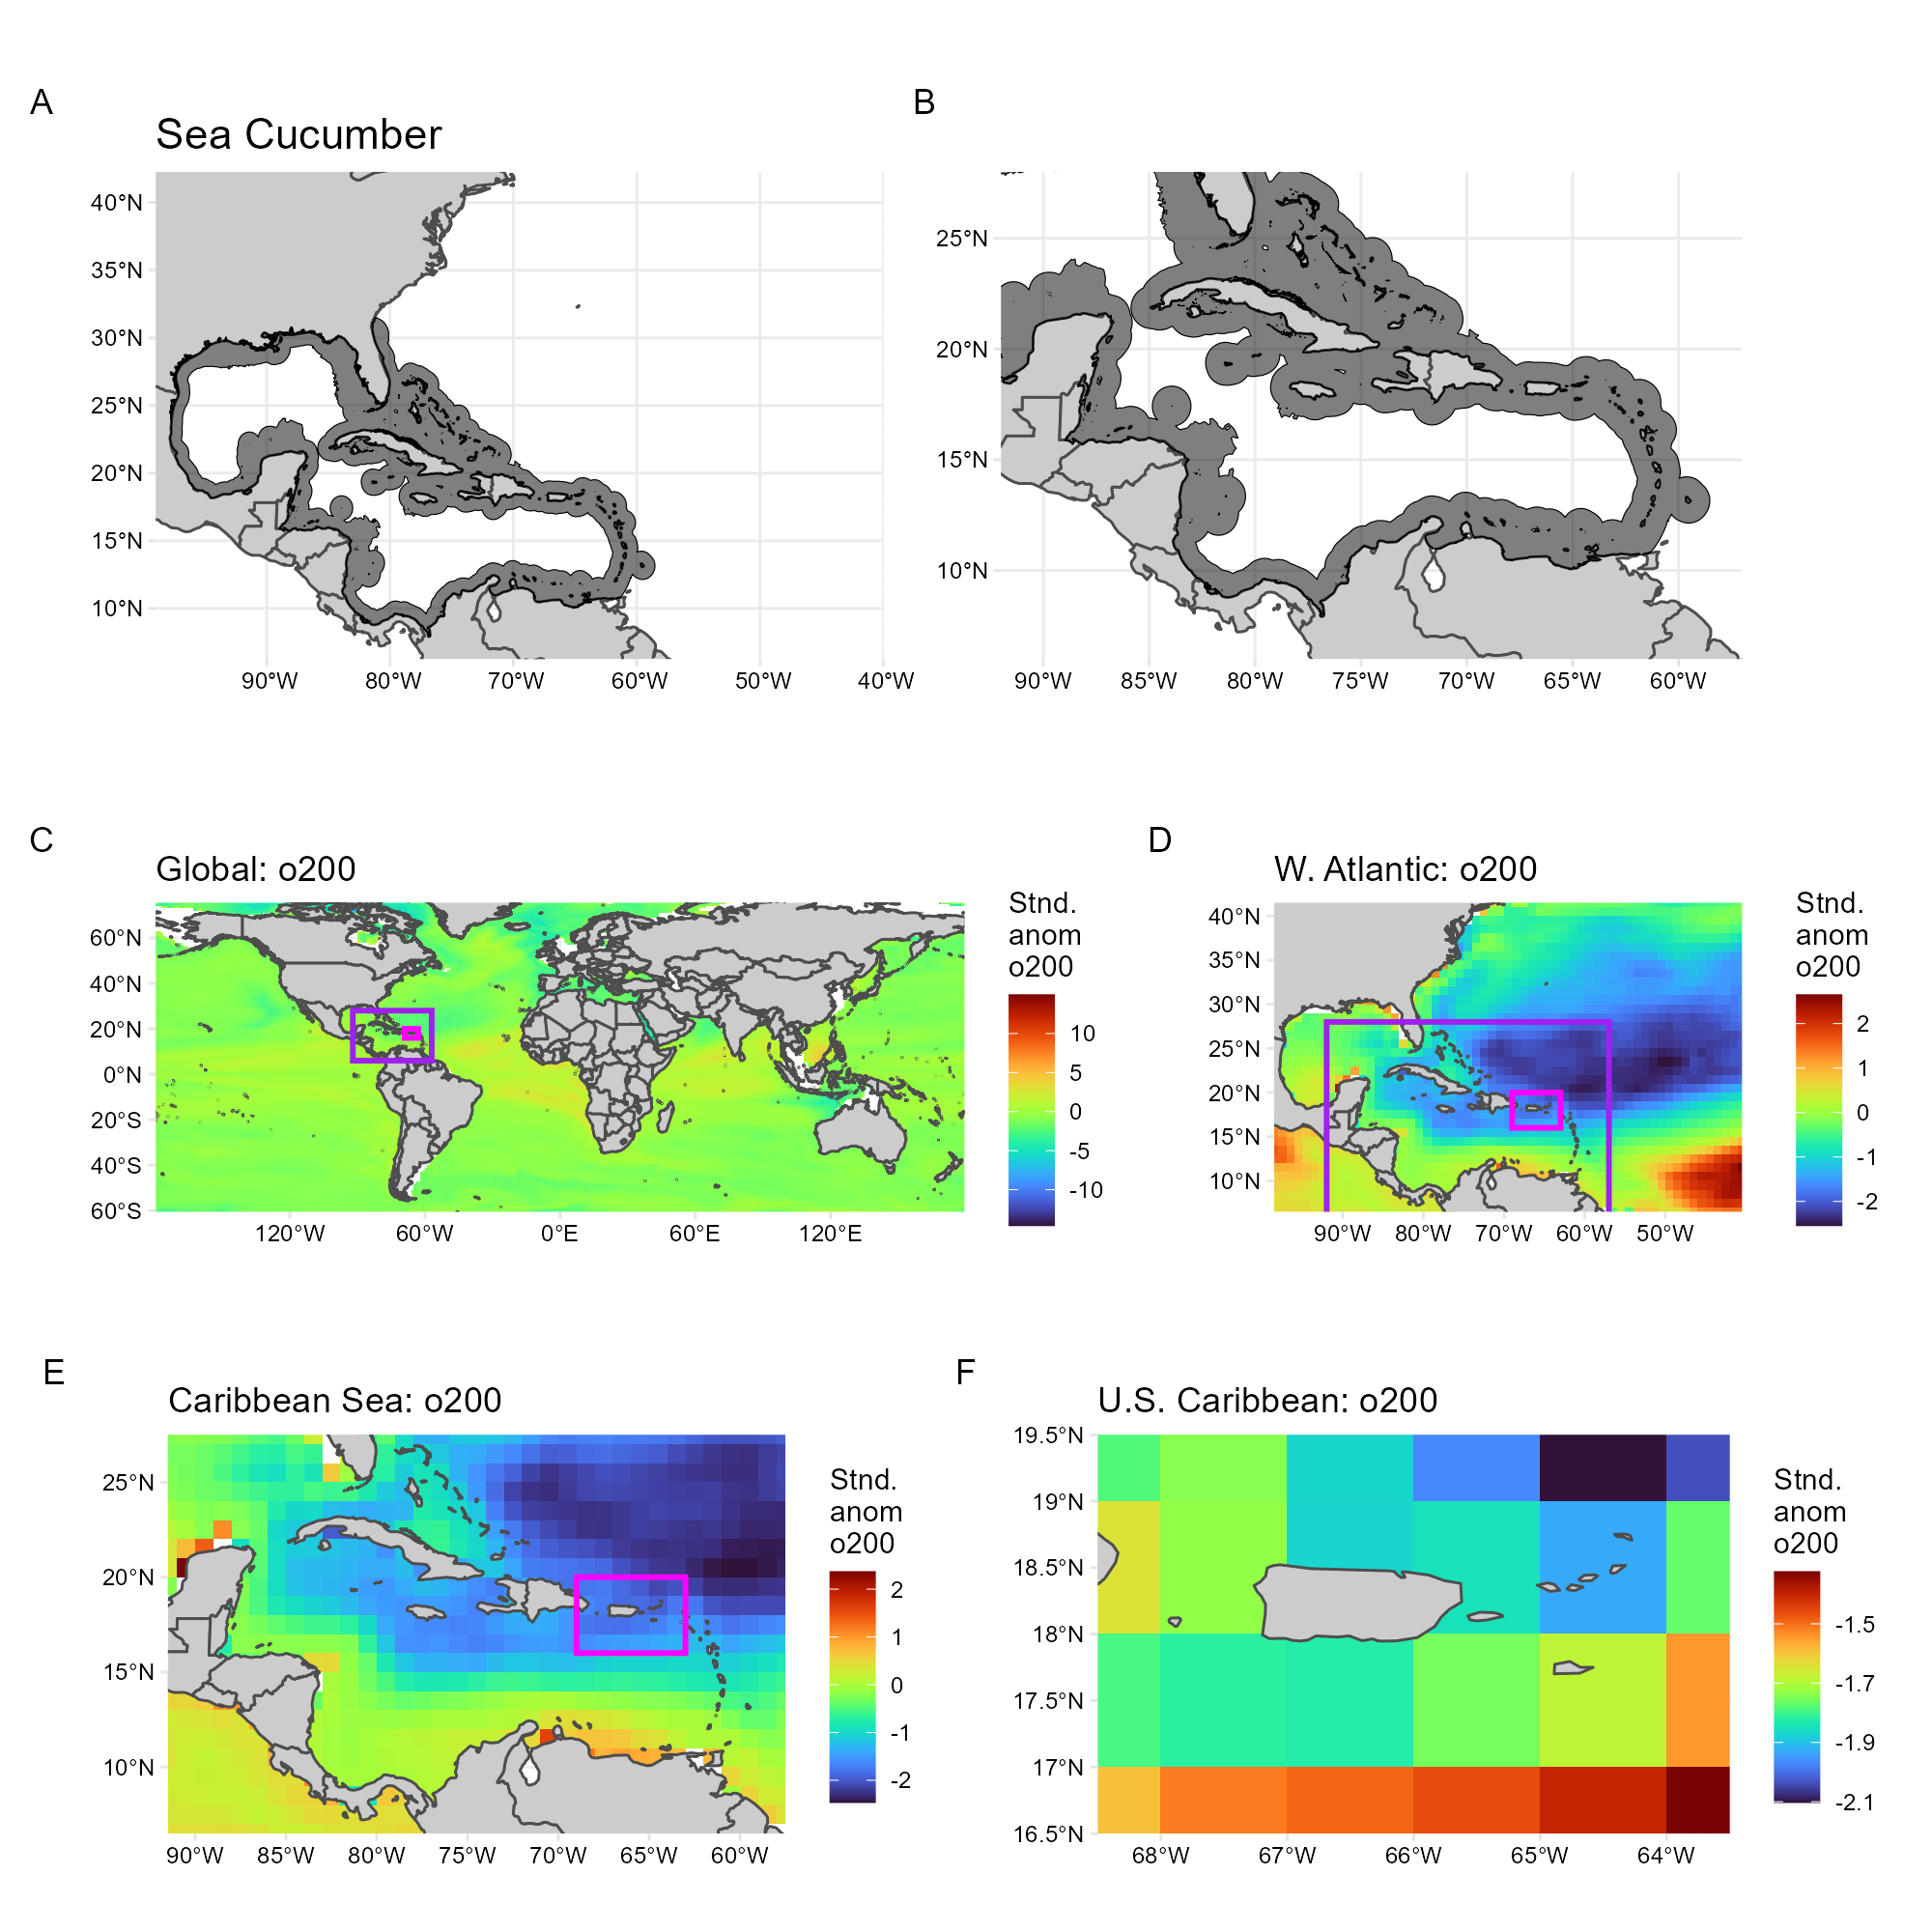 A
B
Sea Cucumber
40°N
35°N
30°N
25°N
20°N
15°N
10°N
90°W 80°W 70°W 60°W 50°W 40°W
25°N
20°N
15°N
10°N
90°W 85°W 80°W 75°W 70°W 65°W 60°W
C
Global: o200
60°N
40°N
20°N
0°N
20°S
40°S
60°S
120°W 60°W 0°E 60°E 120°E
Stnd.
anom
o200
10
5
0
-5
-10
D
W. Atlantic: o200
40°N
35°N
30°N
25°N
20°N
15°N
10°N
90°W 80°W 70°W 60°W 50°W
Stnd.
anom
o200
2
1
0
-1
-2
E
Caribbean Sea: o200
25°N
20°N
15°N
10°N
90°W 85°W 80°W 75°W 70°W 65°W 60°W
Stnd.
anom
o200
2
1
0
-1
-2
F
U.S. Caribbean: o200
19.5°N
19°N
18.5°N
18°N
17.5°N
17°N
16.5°N
68°W 67°W 66°W 65°W 64°W
Stnd.
anom
o200
-1.5
-1.7
-1.9
-2.1